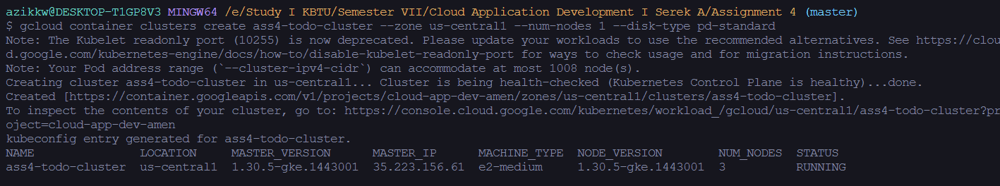 azikkw@DESKTOP-T1GP8V3 MINGW64 /e/Study I KBTU/Semester VII/Cloud Application Development I Serek A/Assignment 4 (master)
$ gcloud container clusters create ass4-todo-cluster --zone us-central1 --num-nodes 1 --disk-type pd-standard
Note: The Kubelet readonly port (10255) is now deprecated. Please update your workloads to use the recommended alternatives. See https://clou
d.google.com/kubernetes-engine/docs/how-to/disable-kubelet-readonly-port for ways to check usage and for migration instructions.
Note: Your Pod address range (`--cluster-ipv4-cidr`) can accommodate at most 1008 node(s).
Creating cluster ass4-todo-cluster in us-central1... Cluster is being health-checked (Kubernetes Control Plane is healthy)...done.
Created [https://container.googleapis.com/v1/projects/cloud-app-dev-amen/zones/us-central1/clusters/ass4-todo-cluster].
To inspect the contents of your cluster, go to: https://console.cloud.google.com/kubernetes/workload_/gcloud/us-central1/ass4-todo-cluster?pr
oject=cloud-app-dev-amen
kubeconfig entry generated for ass4-todo-cluster.
NAME LOCATION MASTER_VERSION MASTER_IP MACHINE_TYPE NODE_VERSION NUM_NODES STATUS
ass4-todo-cluster us-central1 1.30.5-gke.1443001 35.223.156.61 e2-medium 1.30.5-gke.1443001 3 RUNNING